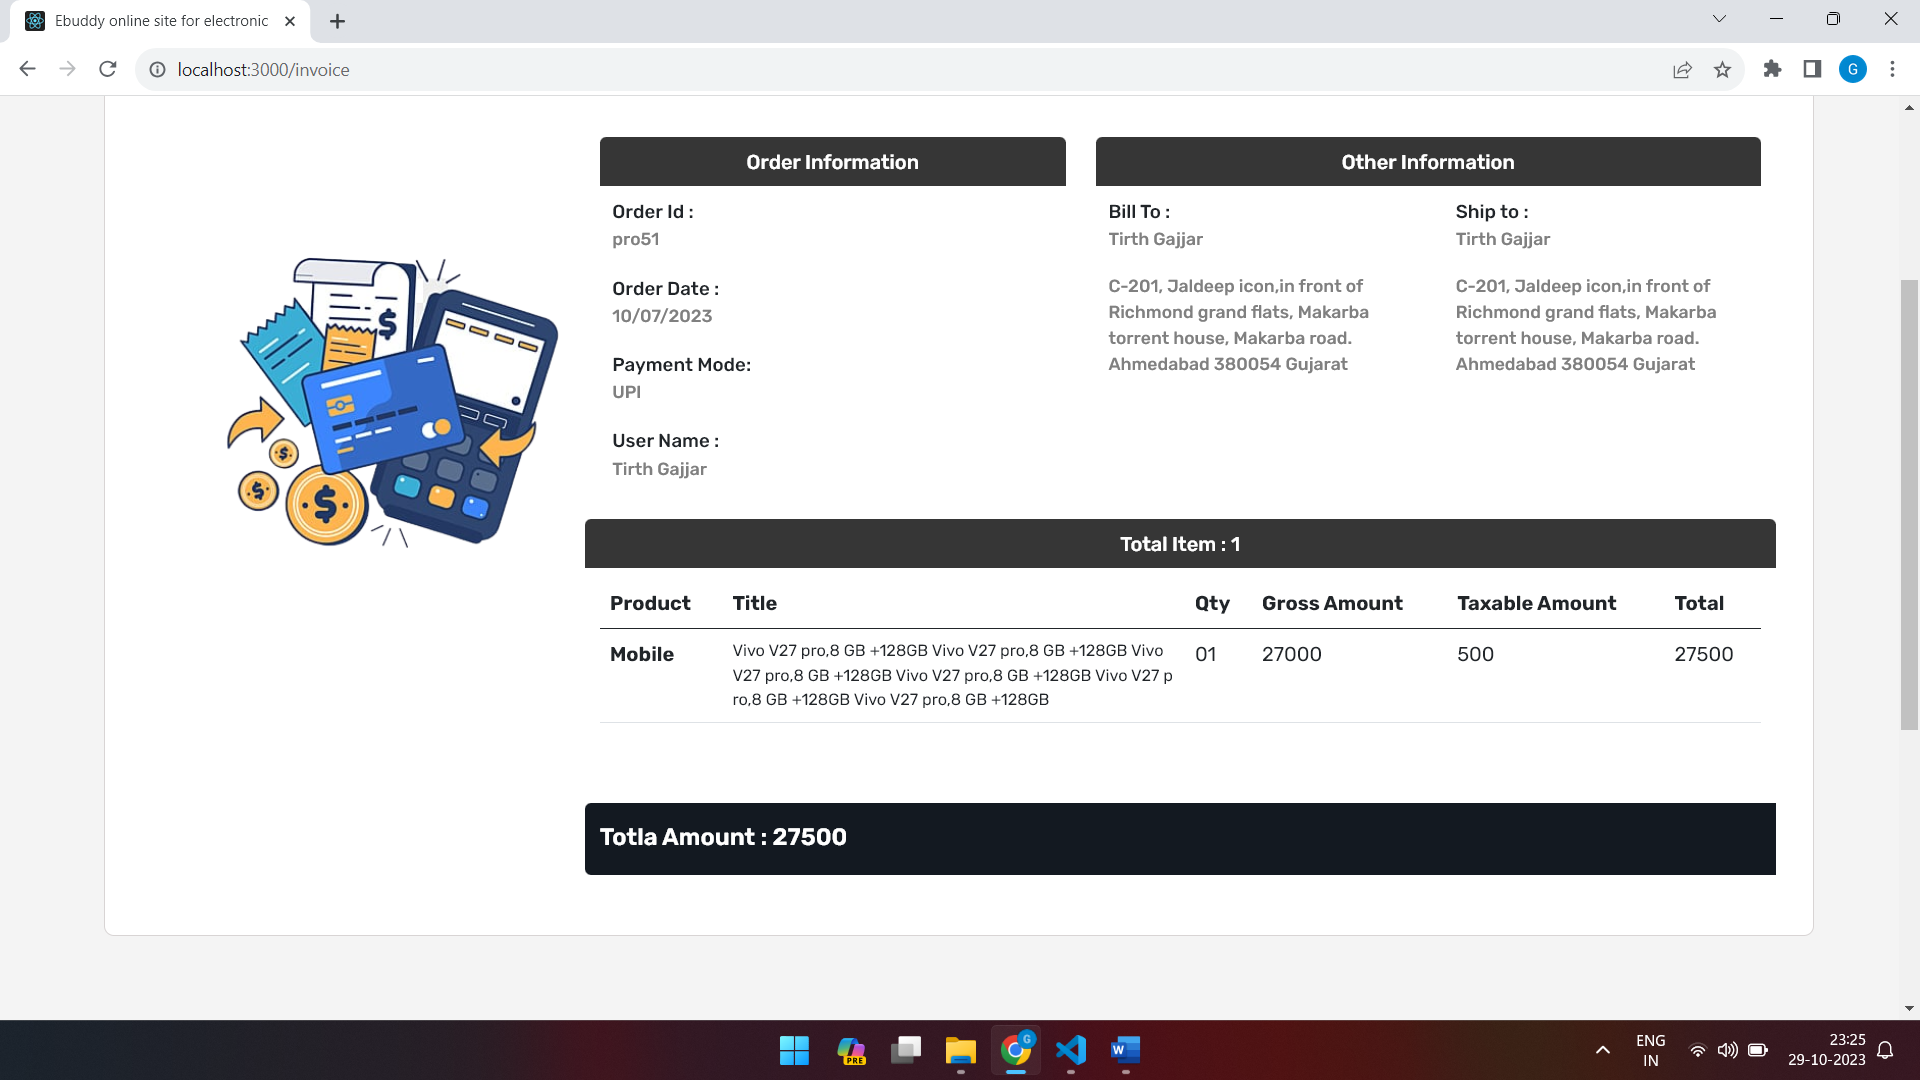 Ebuddy online site for electronic
localhost:3000/invoice
G
Order Information
Order Id :
pro51
Order Date :
10/07/2023
Payment Mode:
UPI
User Name :
Tirth Gajjar
Other Information
Bill To :
Tirth Gajjar
C-201, Jaldeep icon,in front of
Richmond grand flats, Makarba
torrent house, Makarba road.
Ahmedabad 380054 Gujarat
Ship to :
Tirth Gajjar
C-201, Jaldeep icon,in front of
Richmond grand flats, Makarba
torrent house, Makarba road.
Ahmedabad 380054 Gujarat
Total Item : 1
Product Title Qty Gross Amount Taxable Amount Total
Mobile Vivo V27 pro,8 GB +128GB Vivo V27 pro,8 GB +128GB Vivo 01 27000 500 27500
V27 pro,8 GB +128GB Vivo V27 pro,8 GB +128GB Vivo V27 p
ro,8 GB +128GB Vivo V27 pro,8 GB +128GB
Totla Amount : 27500
PRE
G
W
ENG
IN
23:25
29-10-2023